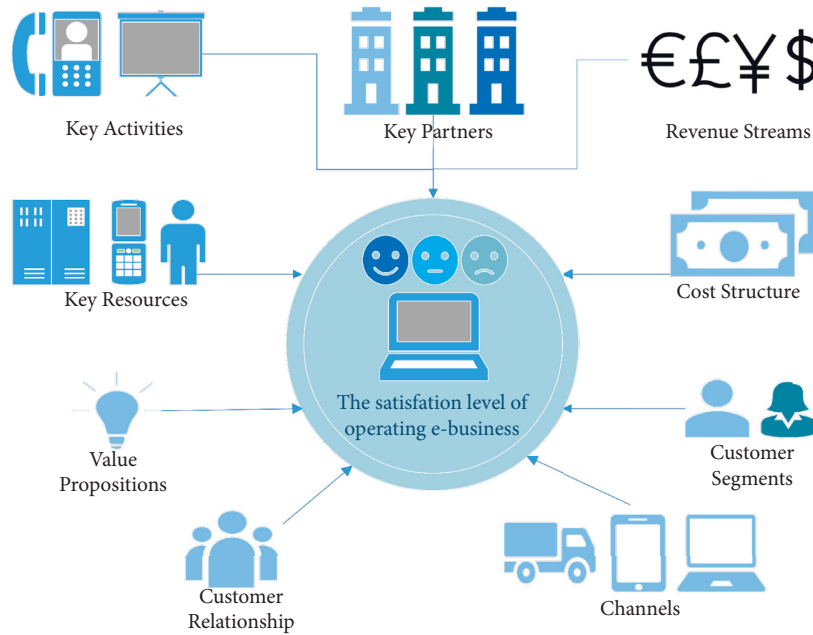 €£¥$
Key Activities
Key Partners
Revenue Streams
Key Resources
Cost Structure
The satisfation level of
operating e-business
Value
Propositions
Customer
Segments
Customer
Relationship
Channels